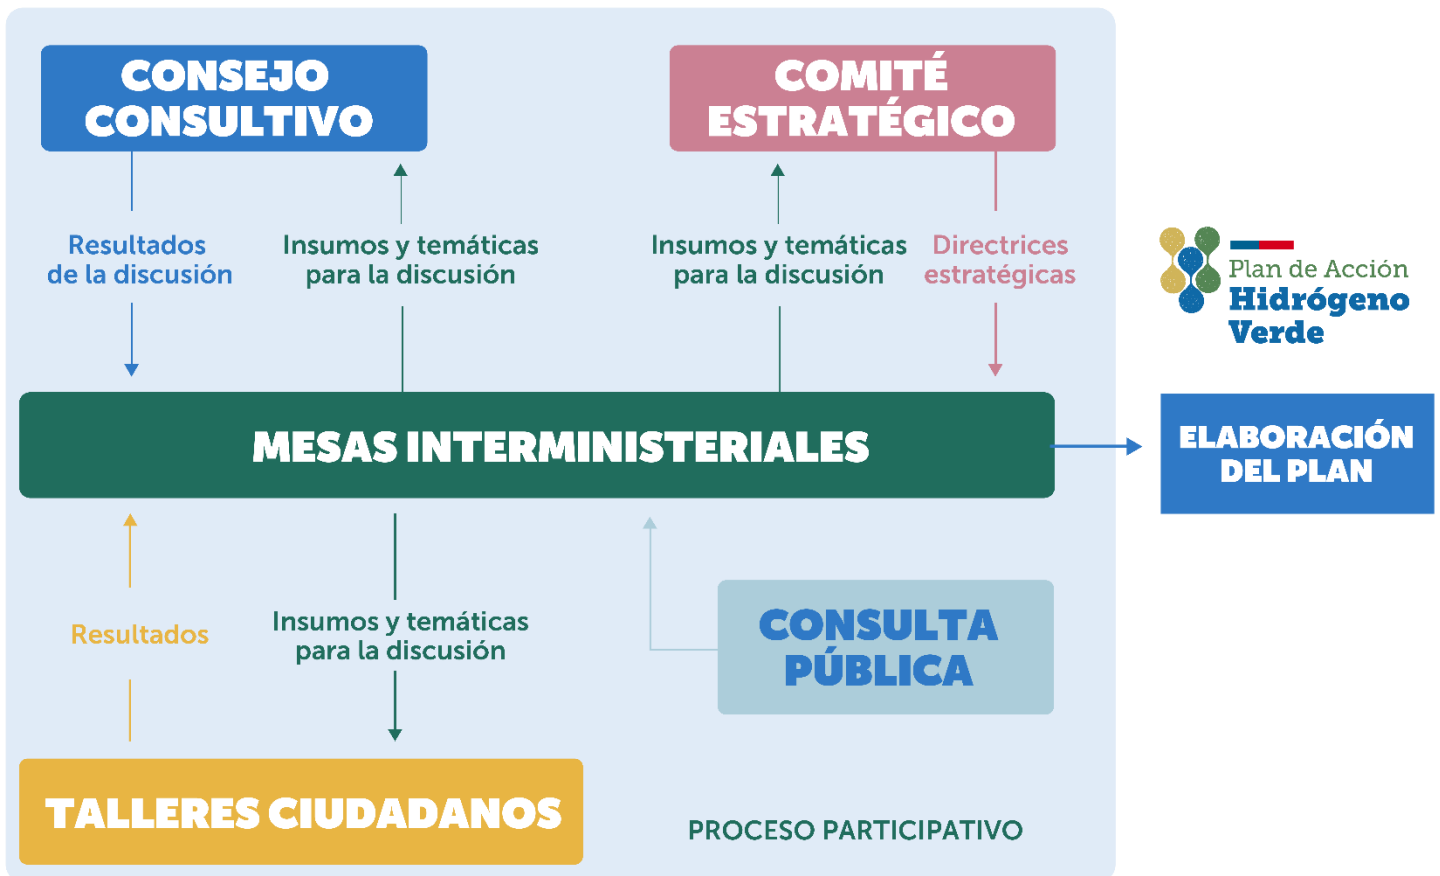 CONSEJO
CONSULTIVO
COMITÉ
ESTRATÉGICO
Resultados
de la discusión
Insumos y temáticas
para la discusión
Insumos y temáticas
para la discusión
Directrices
estratégicas
Plan de Acción
Hidrógeno
Verde
MESAS INTERMINISTERIALES
ELABORACIÓN
DEL PLAN
Resultados
Insumos y temáticas
para la discusión
CONSULTA
PÚBLICA
TALLERES CIUDADANOS
PROCESO PARTICIPATIVO